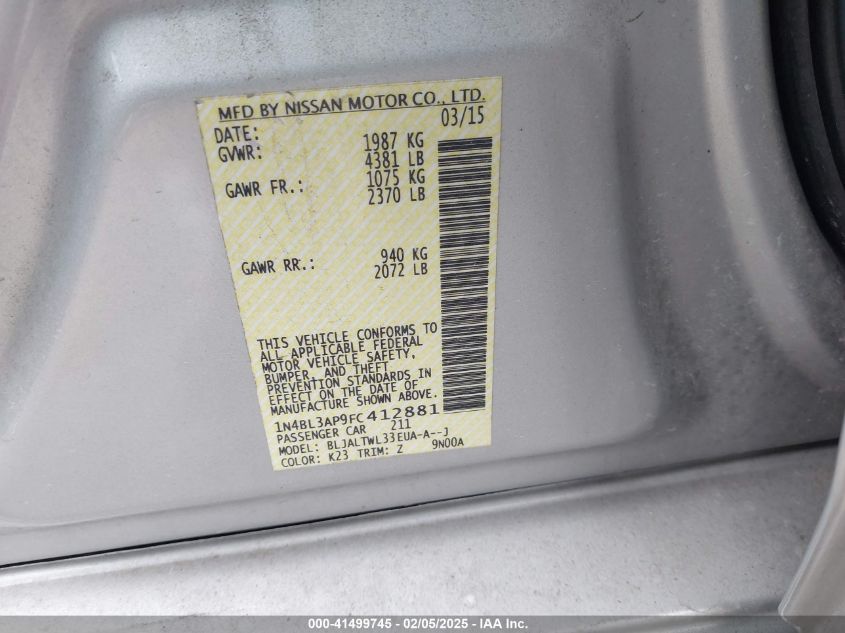 MFD BY NISSAN MOTOR CO., LTD.
DATE: 03/15
GVWR: 1987 KG
4381 LB
GAWR FR.: 1075 KG
2370 LB
GAWR RR.: 940 KG
2072 LB
THIS VEHICLE CONFORMS TO
ALL APPLICABLE FEDERAL
MOTOR VEHICLE SAFETY,
BUMPER, AND THEFT
PREVENTION STANDARDS IN
EFFECT ON THE DATE OF
MANUFACTURE SHOWN ABOVE.
1N4BL3AP9FC412881
PASSENGER CAR 211
MODEL: BLJALTWL33EUA-A--J
COLOR: K23 TRIM: Z 9N00A
000-41499745 - 02/05/2025 - IAA Inc.